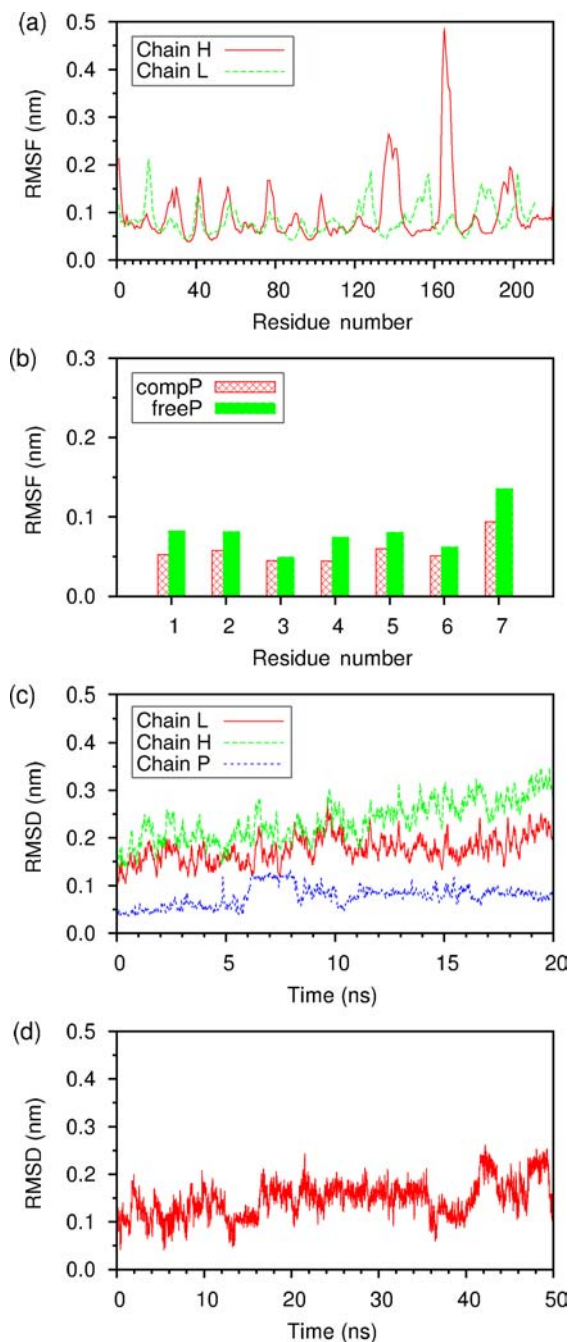 (a)
Chain H
Chain L
RMSF (nm)
0.5
0.4
0.3
0.2
0.1
0.0
0 40 80 120 160 200
Residue number
(b)
compP
freeP
RMSF (nm)
0.3
0.2
0.1
0.0
1 2 3 4 5 6 7
Residue number
(c)
Chain L
Chain H
Chain P
RMSD (nm)
0.5
0.4
0.3
0.2
0.1
0.0
0 5 10 15 20
Time (ns)
(d)
RMSD (nm)
0.5
0.4
0.3
0.2
0.1
0.0
0 10 20 30 40 50
Time (ns)